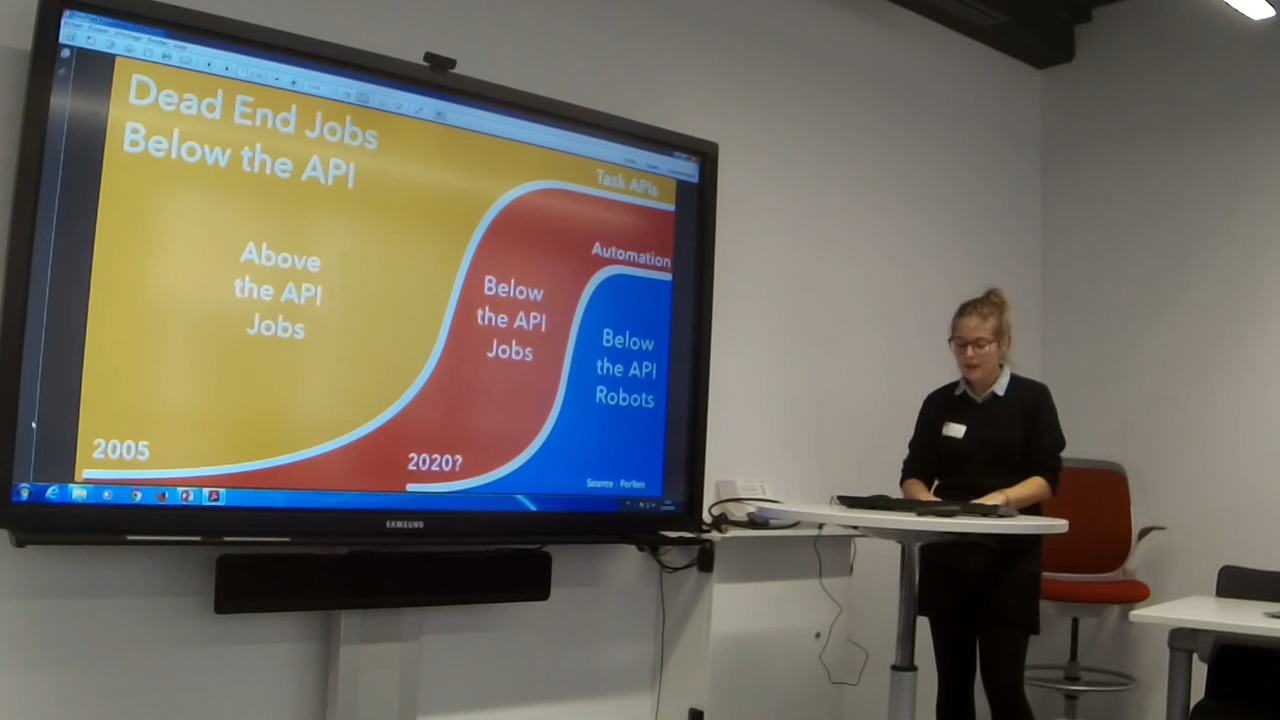 Dead End Jobs
Below the API
Task APIs
Automation
Above
the API
Jobs
Below
the API
Jobs
Below
the API
Robots
2005
2020?
Source : Forbes
SAMSUNG